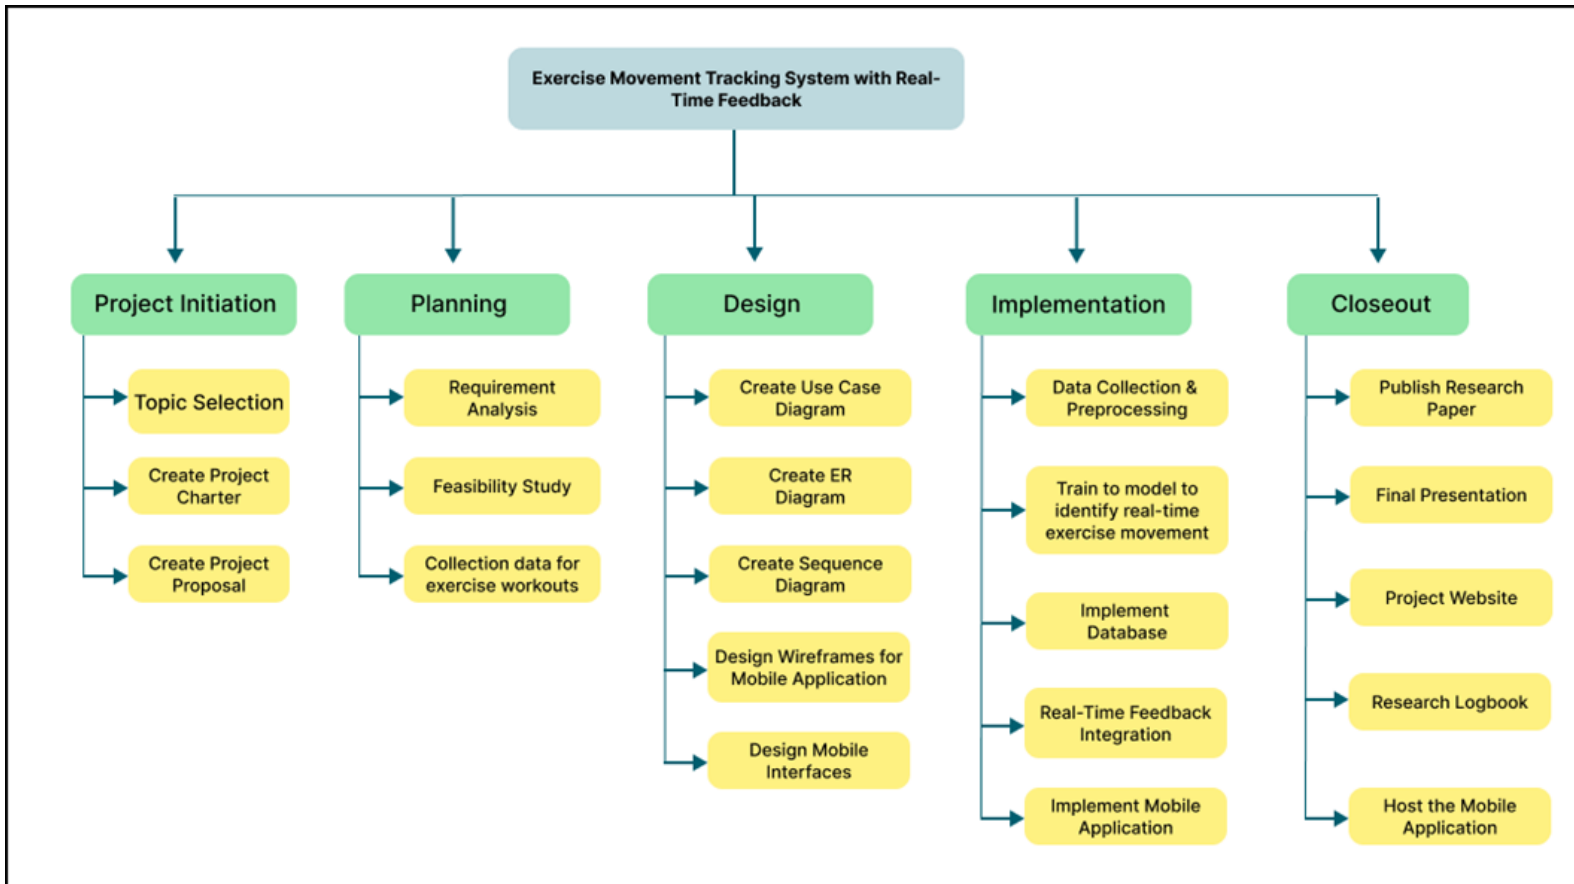 Exercise Movement Tracking System with Real-
Time Feedback
Project Initiation
Topic Selection
Create Project
Charter
Create Project
Proposal
Planning
Requirement
Analysis
Feasibility Study
Collection data for
exercise workouts
Design
Create Use Case
Diagram
Create ER
Diagram
Create Sequence
Diagram
Design Wireframes for
Mobile Application
Design Mobile
Interfaces
Implementation
Data Collection &
Preprocessing
Train to model to
identify real-time
exercise movement
Implement
Database
Real-Time Feedback
Integration
Implement Mobile
Application
Closeout
Publish Research
Paper
Final Presentation
Project Website
Research Logbook
Host the Mobile
Application